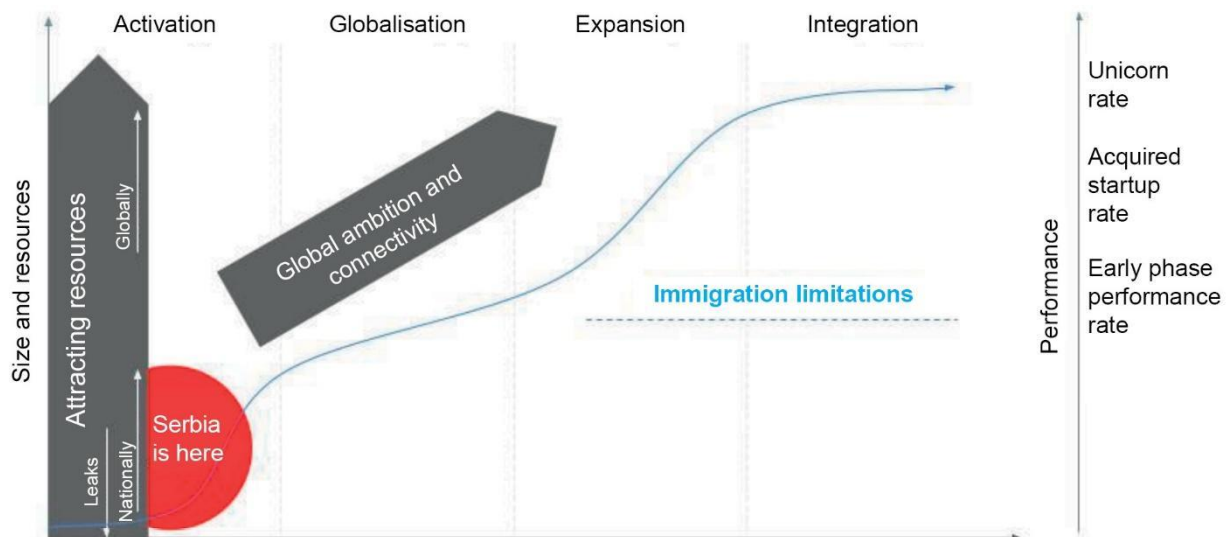 Activation
Globalisation
Expansion
Integration
Size and resources
Attracting resources
Globally
Leaks
Nationally
Serbia
is here
Global ambition and
connectivity
Immigration limitations
Performance
Unicorn
rate
Acquired
startup
rate
Early phase
performance
rate